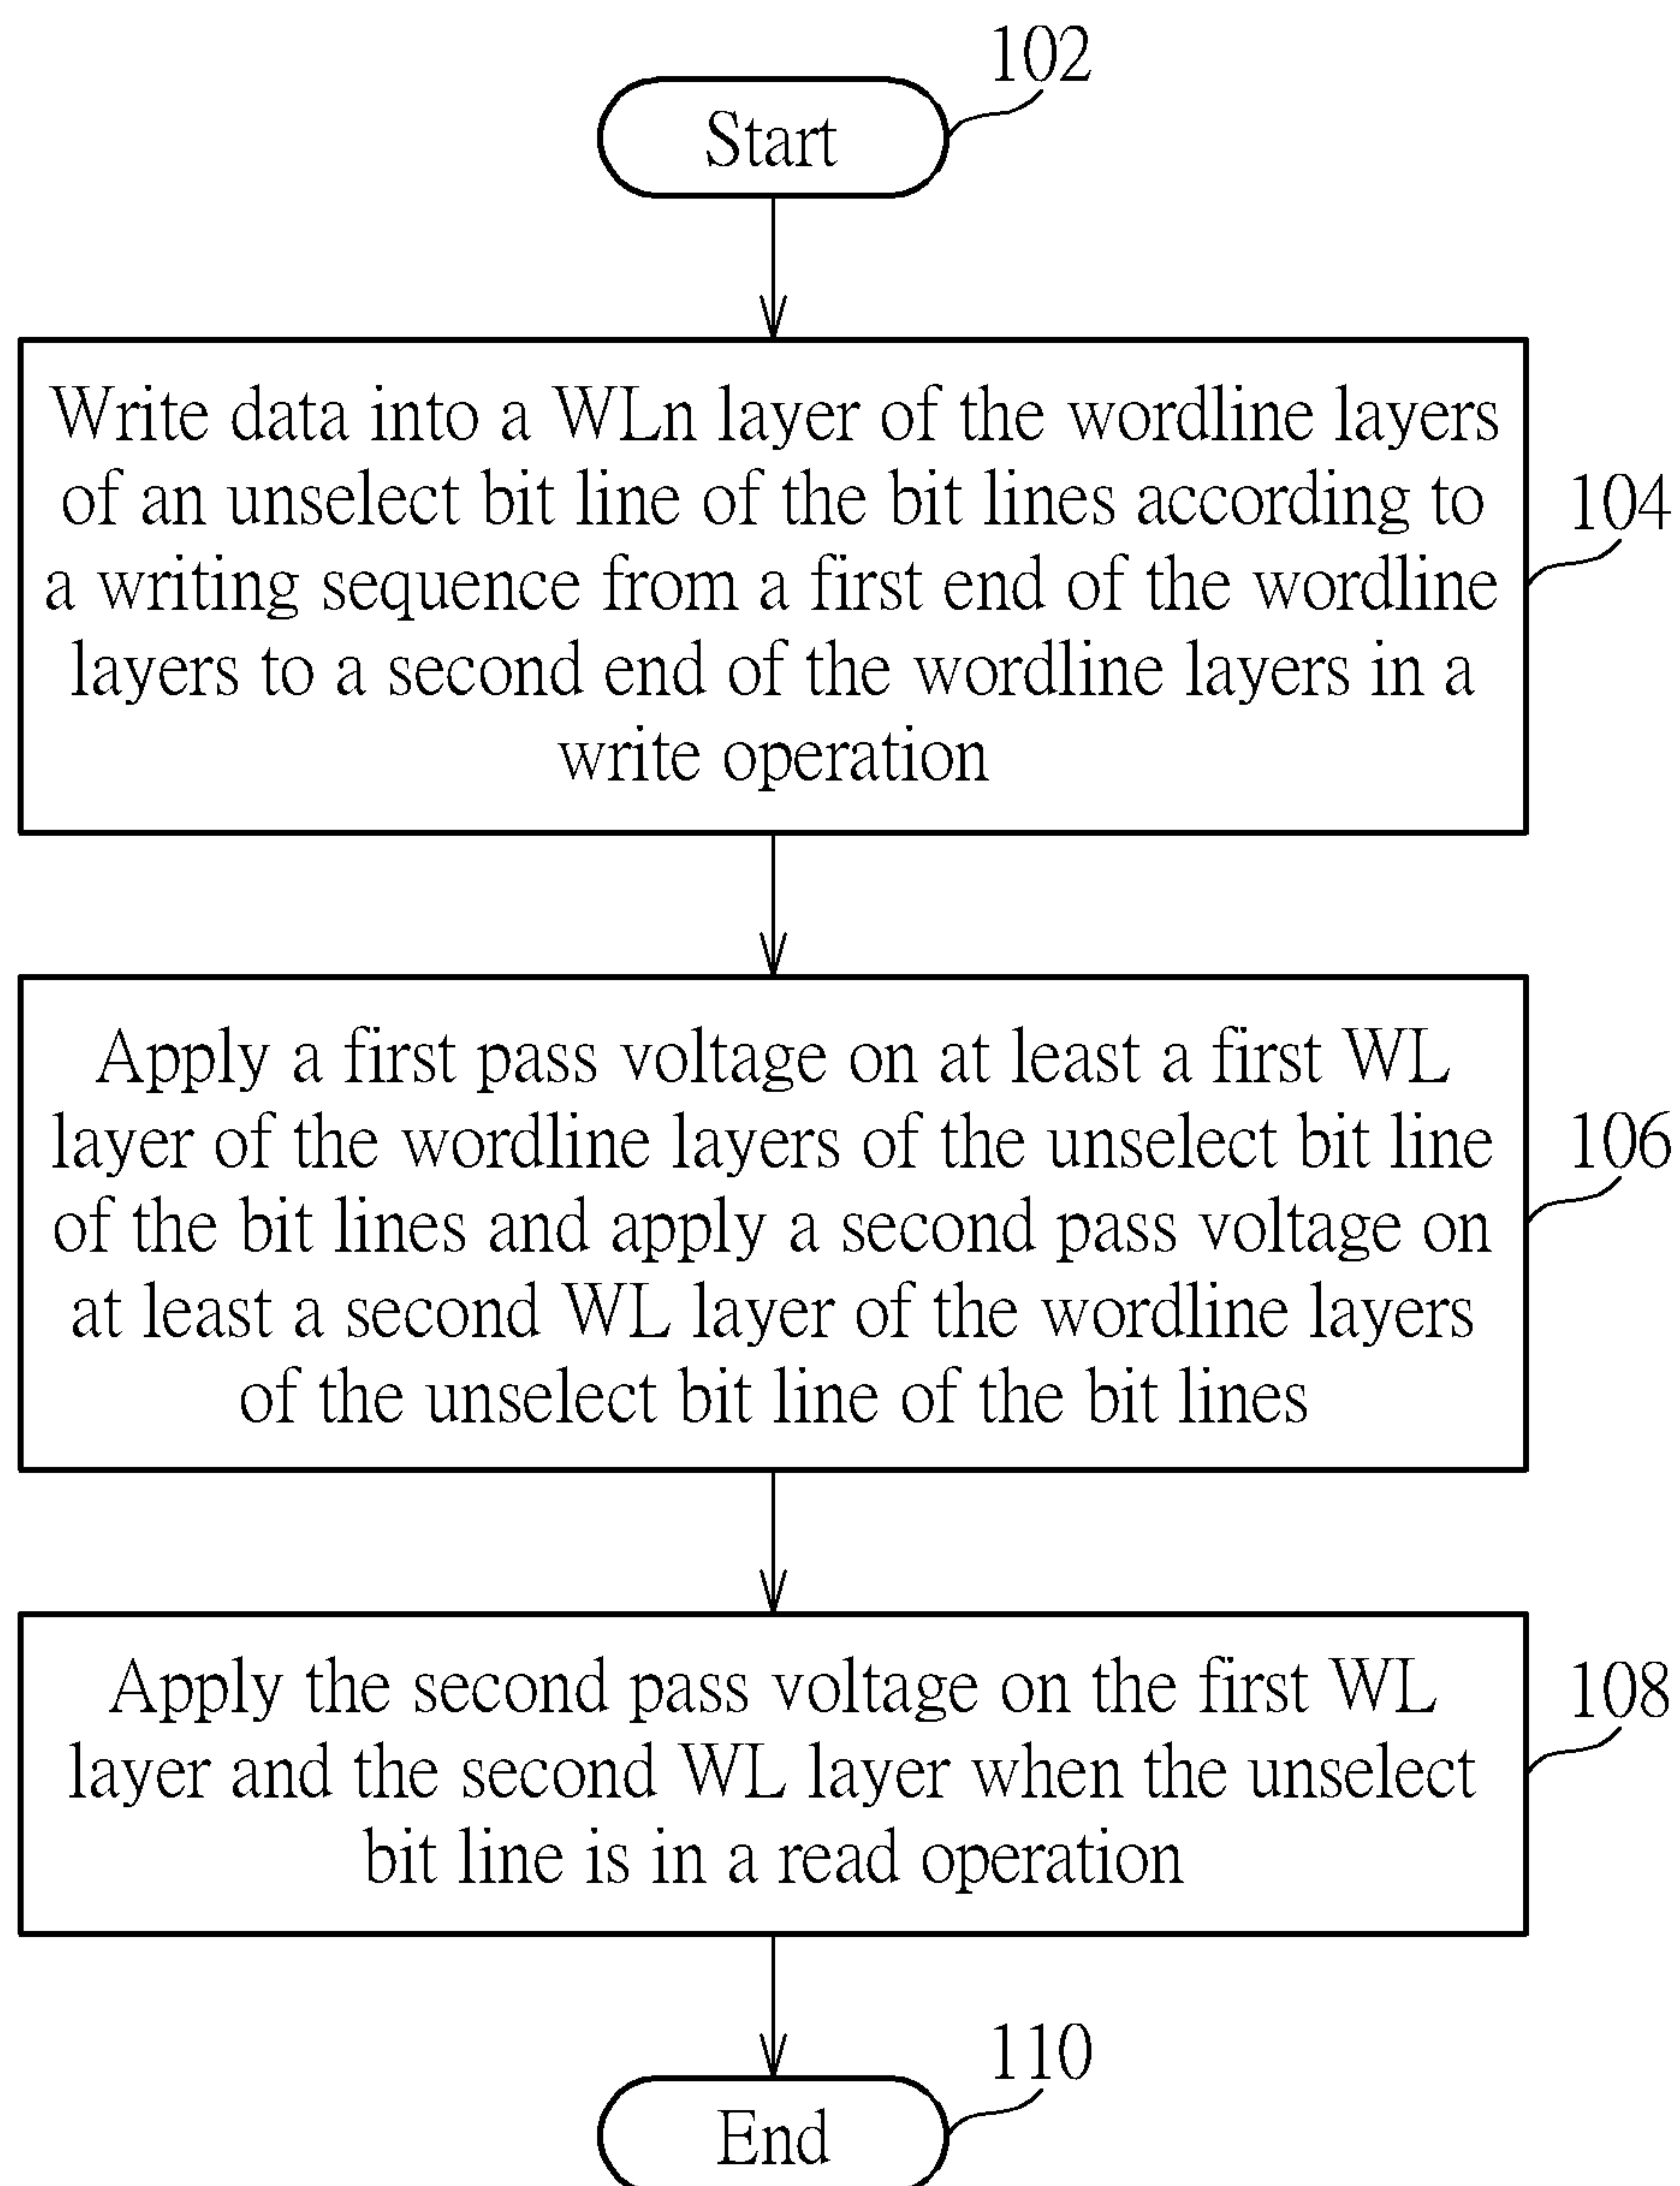 102
Start
Write data into a WLn layer of the wordline layers
of an unselect bit line of the bit lines according to
a writing sequence from a first end of the wordline
layers to a second end of the wordline layers in a
write operation
104
Apply a first pass voltage on at least a first WL
layer of the wordline layers of the unselect bit line
of the bit lines and apply a second pass voltage on
at least a second WL layer of the wordline layers
of the unselect bit line of the bit lines
106
Apply the second pass voltage on the first WL
layer and the second WL layer when the unselect
bit line is in a read operation
108
110
End